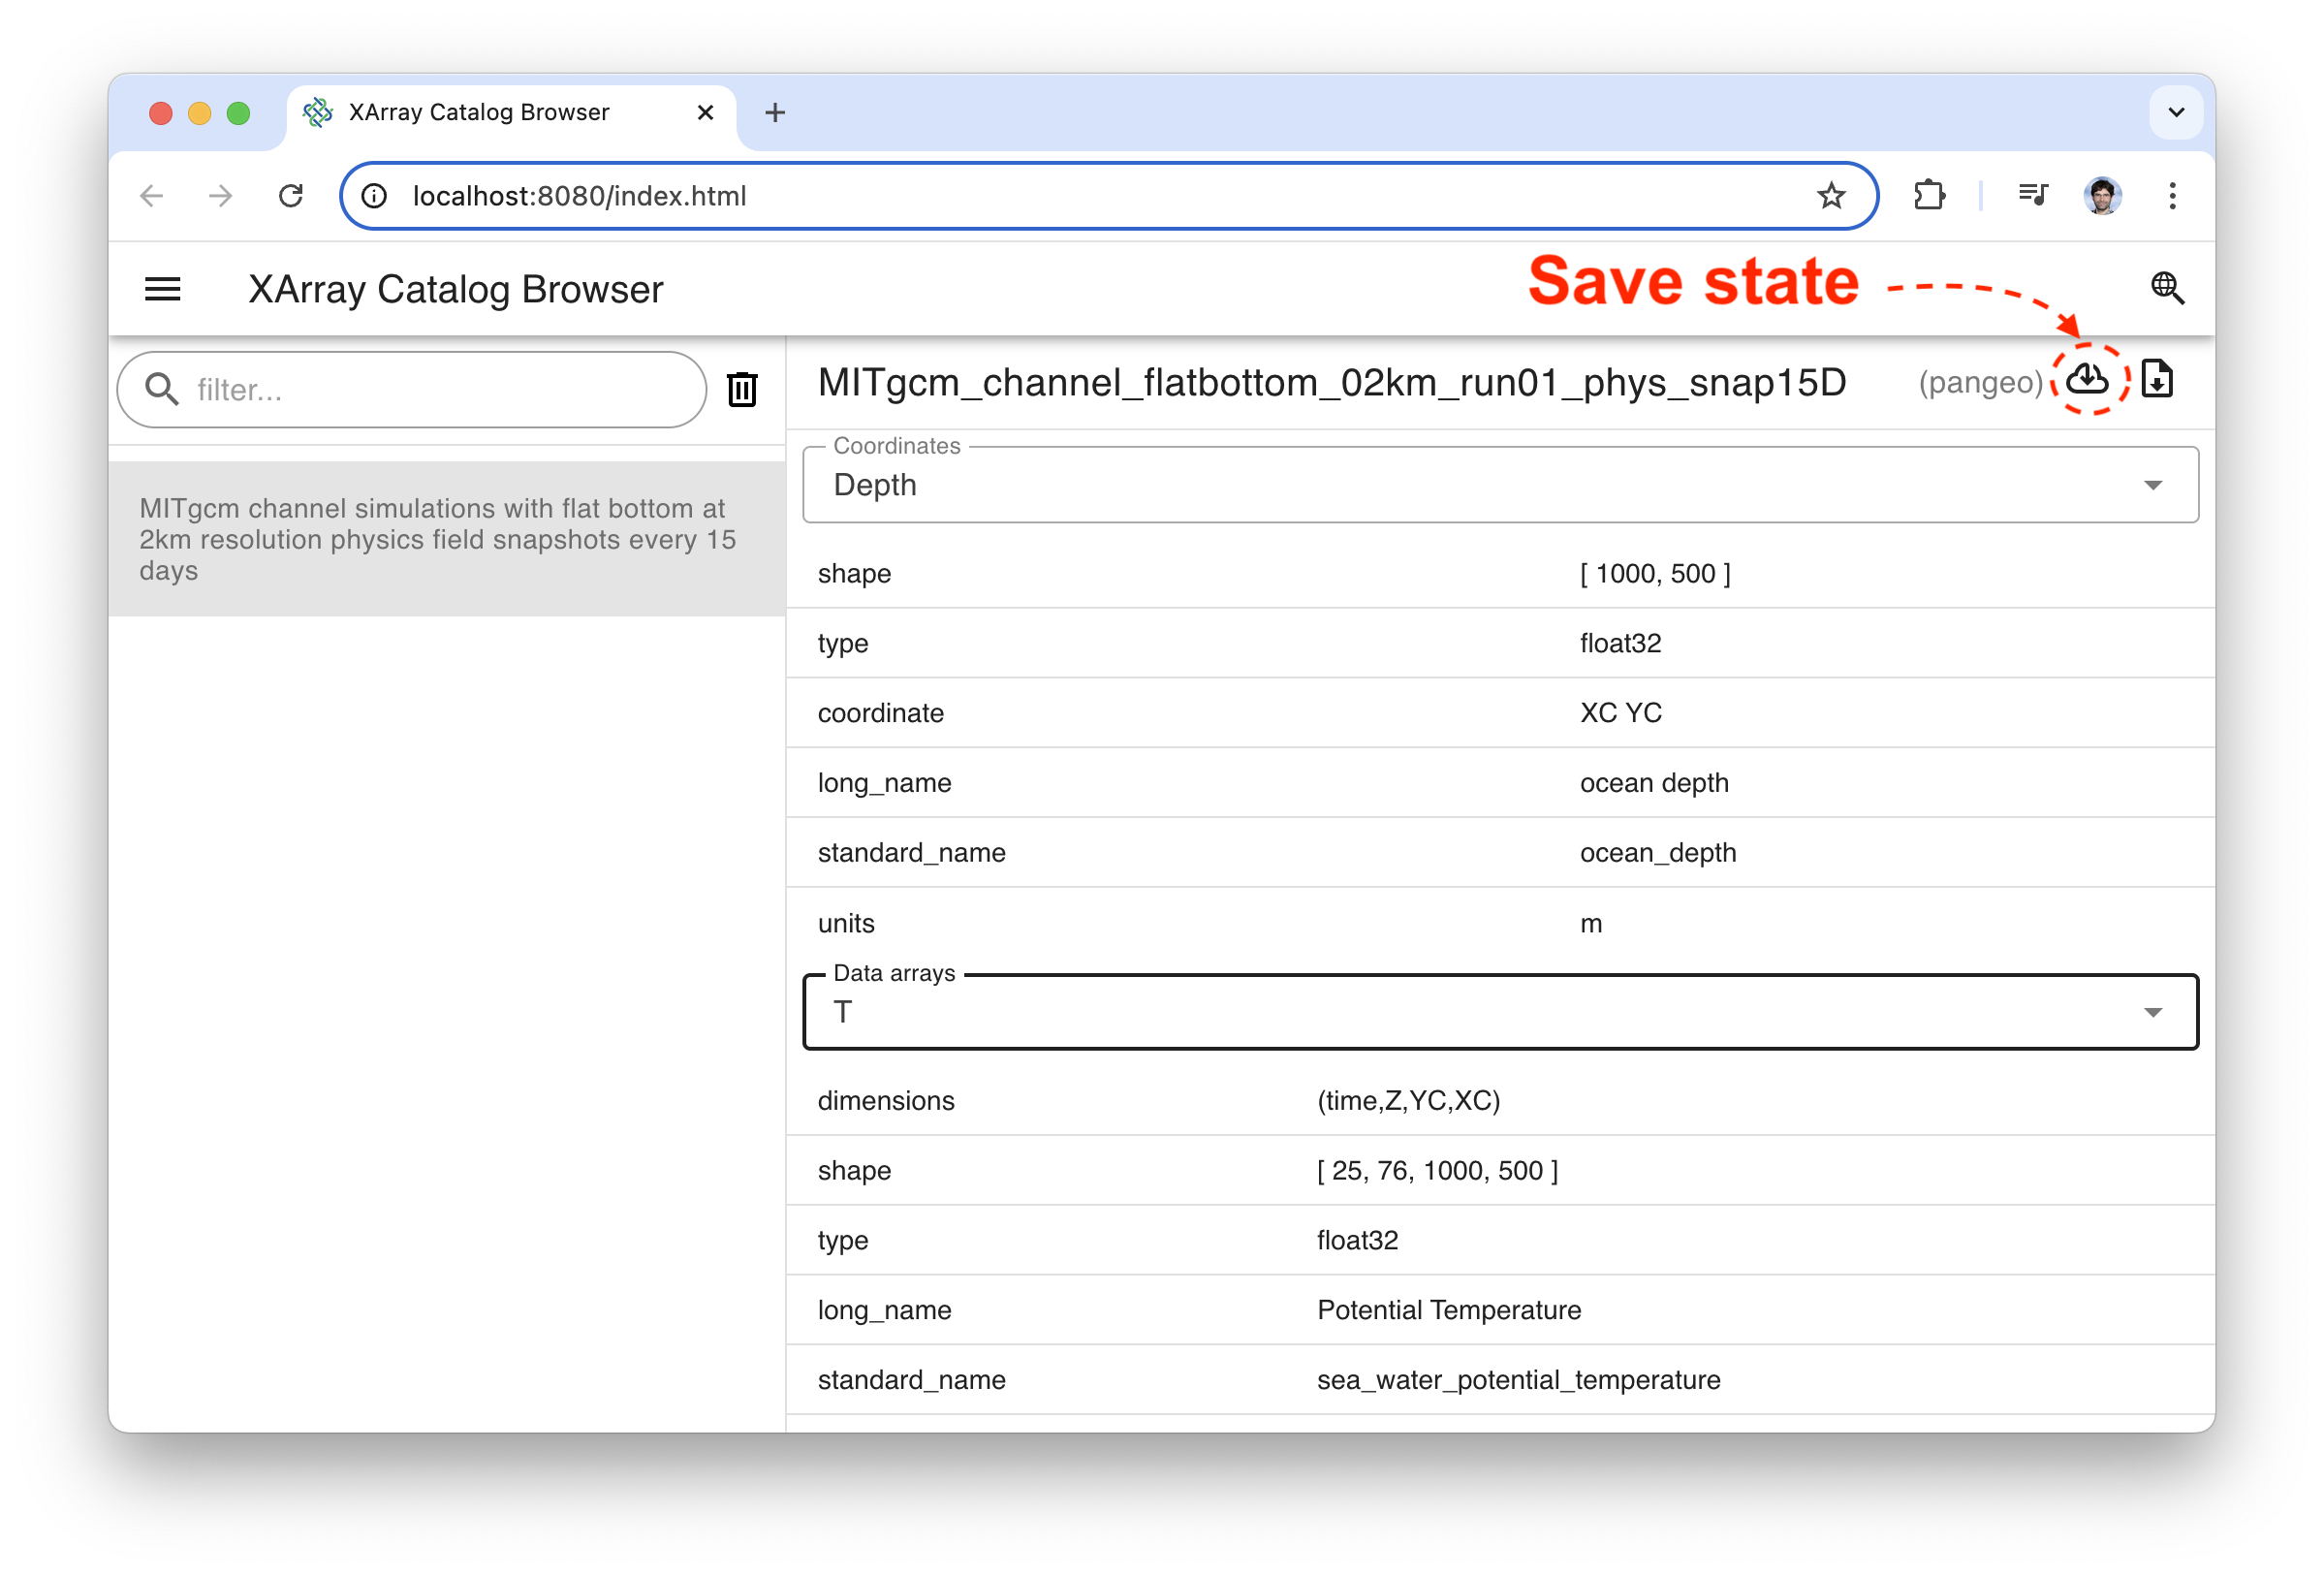 XArray Catalog Browser
localhost:8080/index.html
XArray Catalog Browser
Save state
filter...
MITgcm channel simulations with flat bottom at
2km resolution physics field snapshots every 15
days
MITgcm_channel_flatbottom_02km_run01_phys_snap15D (pangeo)
Coordinates
Depth
shape [ 1000, 500 ]
type float32
coordinate XC YC
long_name ocean depth
standard_name ocean_depth
units m
Data arrays
T
dimensions (time,Z,YC,XC)
shape [ 25, 76, 1000, 500 ]
type float32
long_name Potential Temperature
standard_name sea_water_potential_temperature